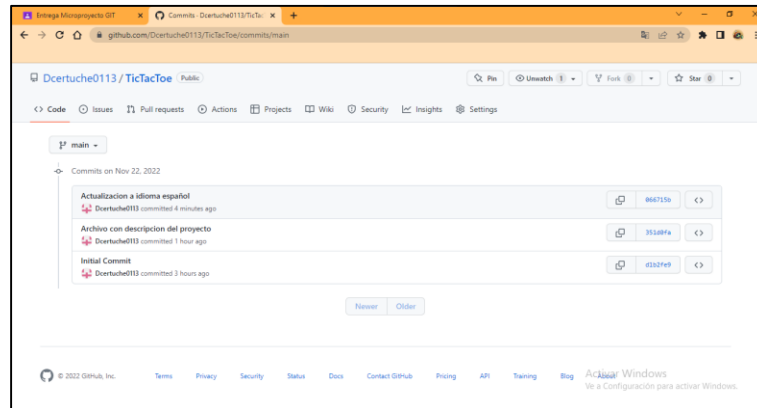 Entrega Microproyecto GIT
Commits · Dcertuche0113/TicTac
github.com/Dcertuche0113/TicTacToe/commits/main
Dcertuche0113 / TicTacToe Public
Pin
Unwatch 1
Fork 0
Star 0
Code
Issues
Pull requests
Actions
Projects
Wiki
Security
Insights
Settings
main
Commits on Nov 22, 2022
Actualizacion a idioma español
Dcertuche0113 committed 4 minutes ago
066715b
Archivo con descripcion del proyecto
Dcertuche0113 committed 1 hour ago
351d0fa
Initial Commit
Dcertuche0113 committed 3 hours ago
d1b2fe9
Newer Older
© 2022 GitHub, Inc.
Terms
Privacy
Security
Status
Docs
Contact GitHub
Pricing
API
Training
Blog
About
Activar Windows
Ve a Configuración para activar Windows.